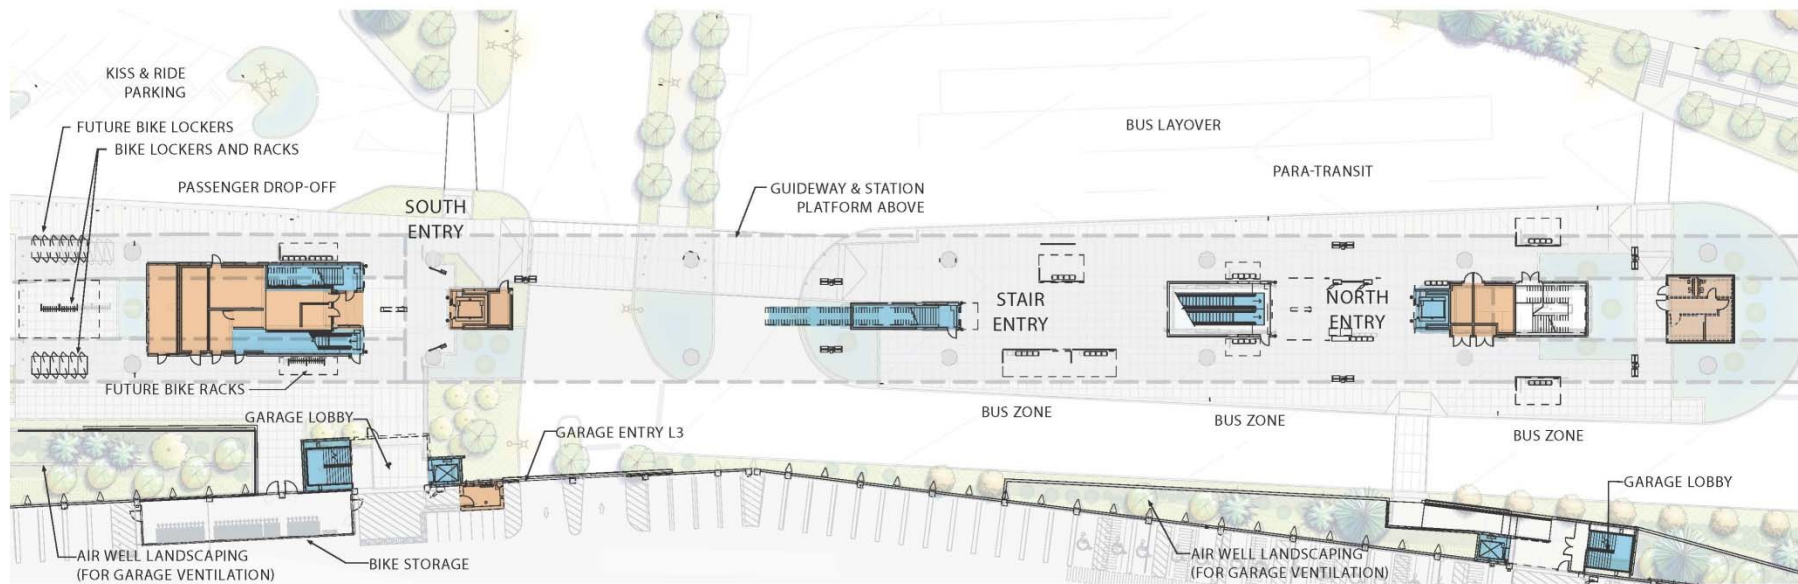 KISS & RIDE
PARKING
FUTURE BIKE LOCKERS
BIKE LOCKERS AND RACKS
PASSENGER DROP-OFF
SOUTH
ENTRY
GUIDEWAY & STATION
PLATFORM ABOVE
BUS LAYOVER
PARA-TRANSIT
STAIR
ENTRY
NORTH
ENTRY
FUTURE BIKE RACKS
GARAGE LOBBY
GARAGE ENTRY L3
BUS ZONE
BUS ZONE
BUS ZONE
GARAGE LOBBY
AIR WELL LANDSCAPING
(FOR GARAGE VENTILATION)
BIKE STORAGE
AIR WELL LANDSCAPING
(FOR GARAGE VENTILATION)